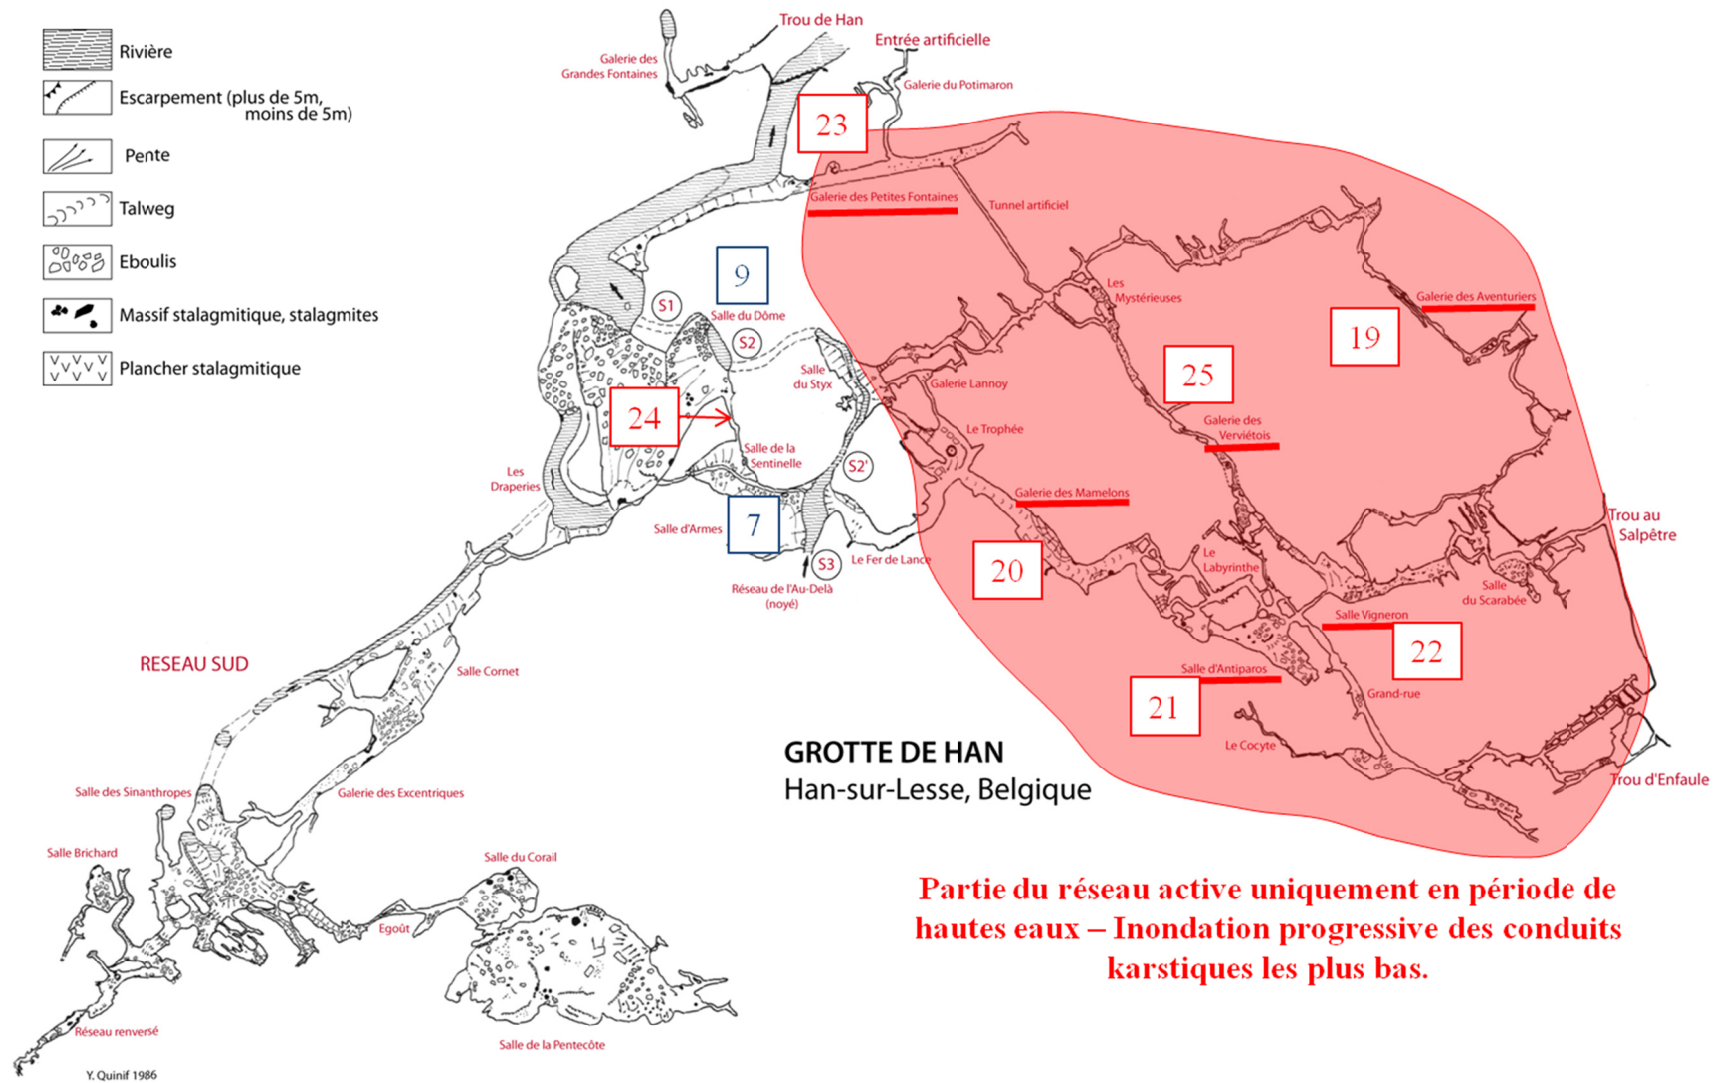 Rivière
Escarpement (plus de 5m,
moins de 5m)
Pente
Talweg
Eboulis
Massif stalagmitique, stalagmites
Plancher stalagmitique
Trou de Han
Galerie des
Grandes Fontaines
Entrée artificielle
Galerie du Potimaron
23
Galerie des Petites Fontaines
Tunnel artificiel
9
S1
Salle du Dôme
S2
Les
Mystérieuses
Galerie des Aventuriers
19
Salle
du Styx
Galerie Lannoy
25
24
Galerie des
Verviétois
Le Trophée
Salle de la
Sentinelle
S2'
Les
Draperies
Galerie des Mamelons
7
Salle d'Armes
Le Fer de Lance
S3
Réseau de l'Au-Delà
(noyé)
20
Le
Labyrinthe
Trou au
Salpêtre
Salle
du Scarabée
Salle Vigneron
22
RESEAU SUD
Salle Cornet
Salle d'Antiparos
21
Grand-rue
Le Cocyte
GROTTE DE HAN
Han-sur-Lesse, Belgique
Trou d'Enfaule
Salle des Sinanthropes
Galerie des Excentriques
Salle Brichard
Salle du Corail
Egoût
Partie du réseau active uniquement en période de
hautes eaux – Inondation progressive des conduits
karstiques les plus bas.
Réseau renversé
Salle de la Pentecôte
Y. Quinif 1986